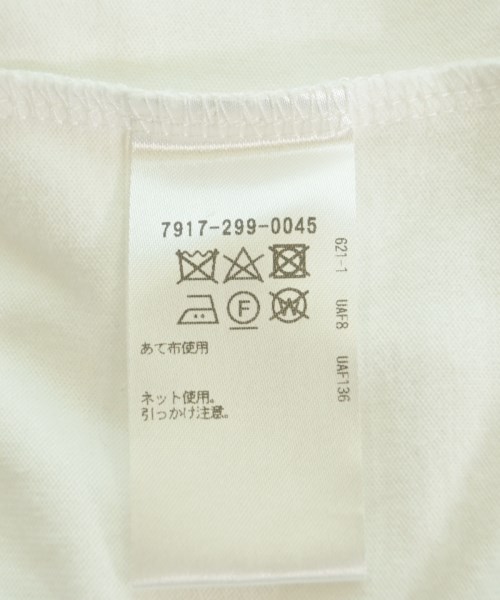 7917-299-0045
F
W
あて布使用
ネット使用。
引っかけ注意。
621-1 UAF8 UAF136